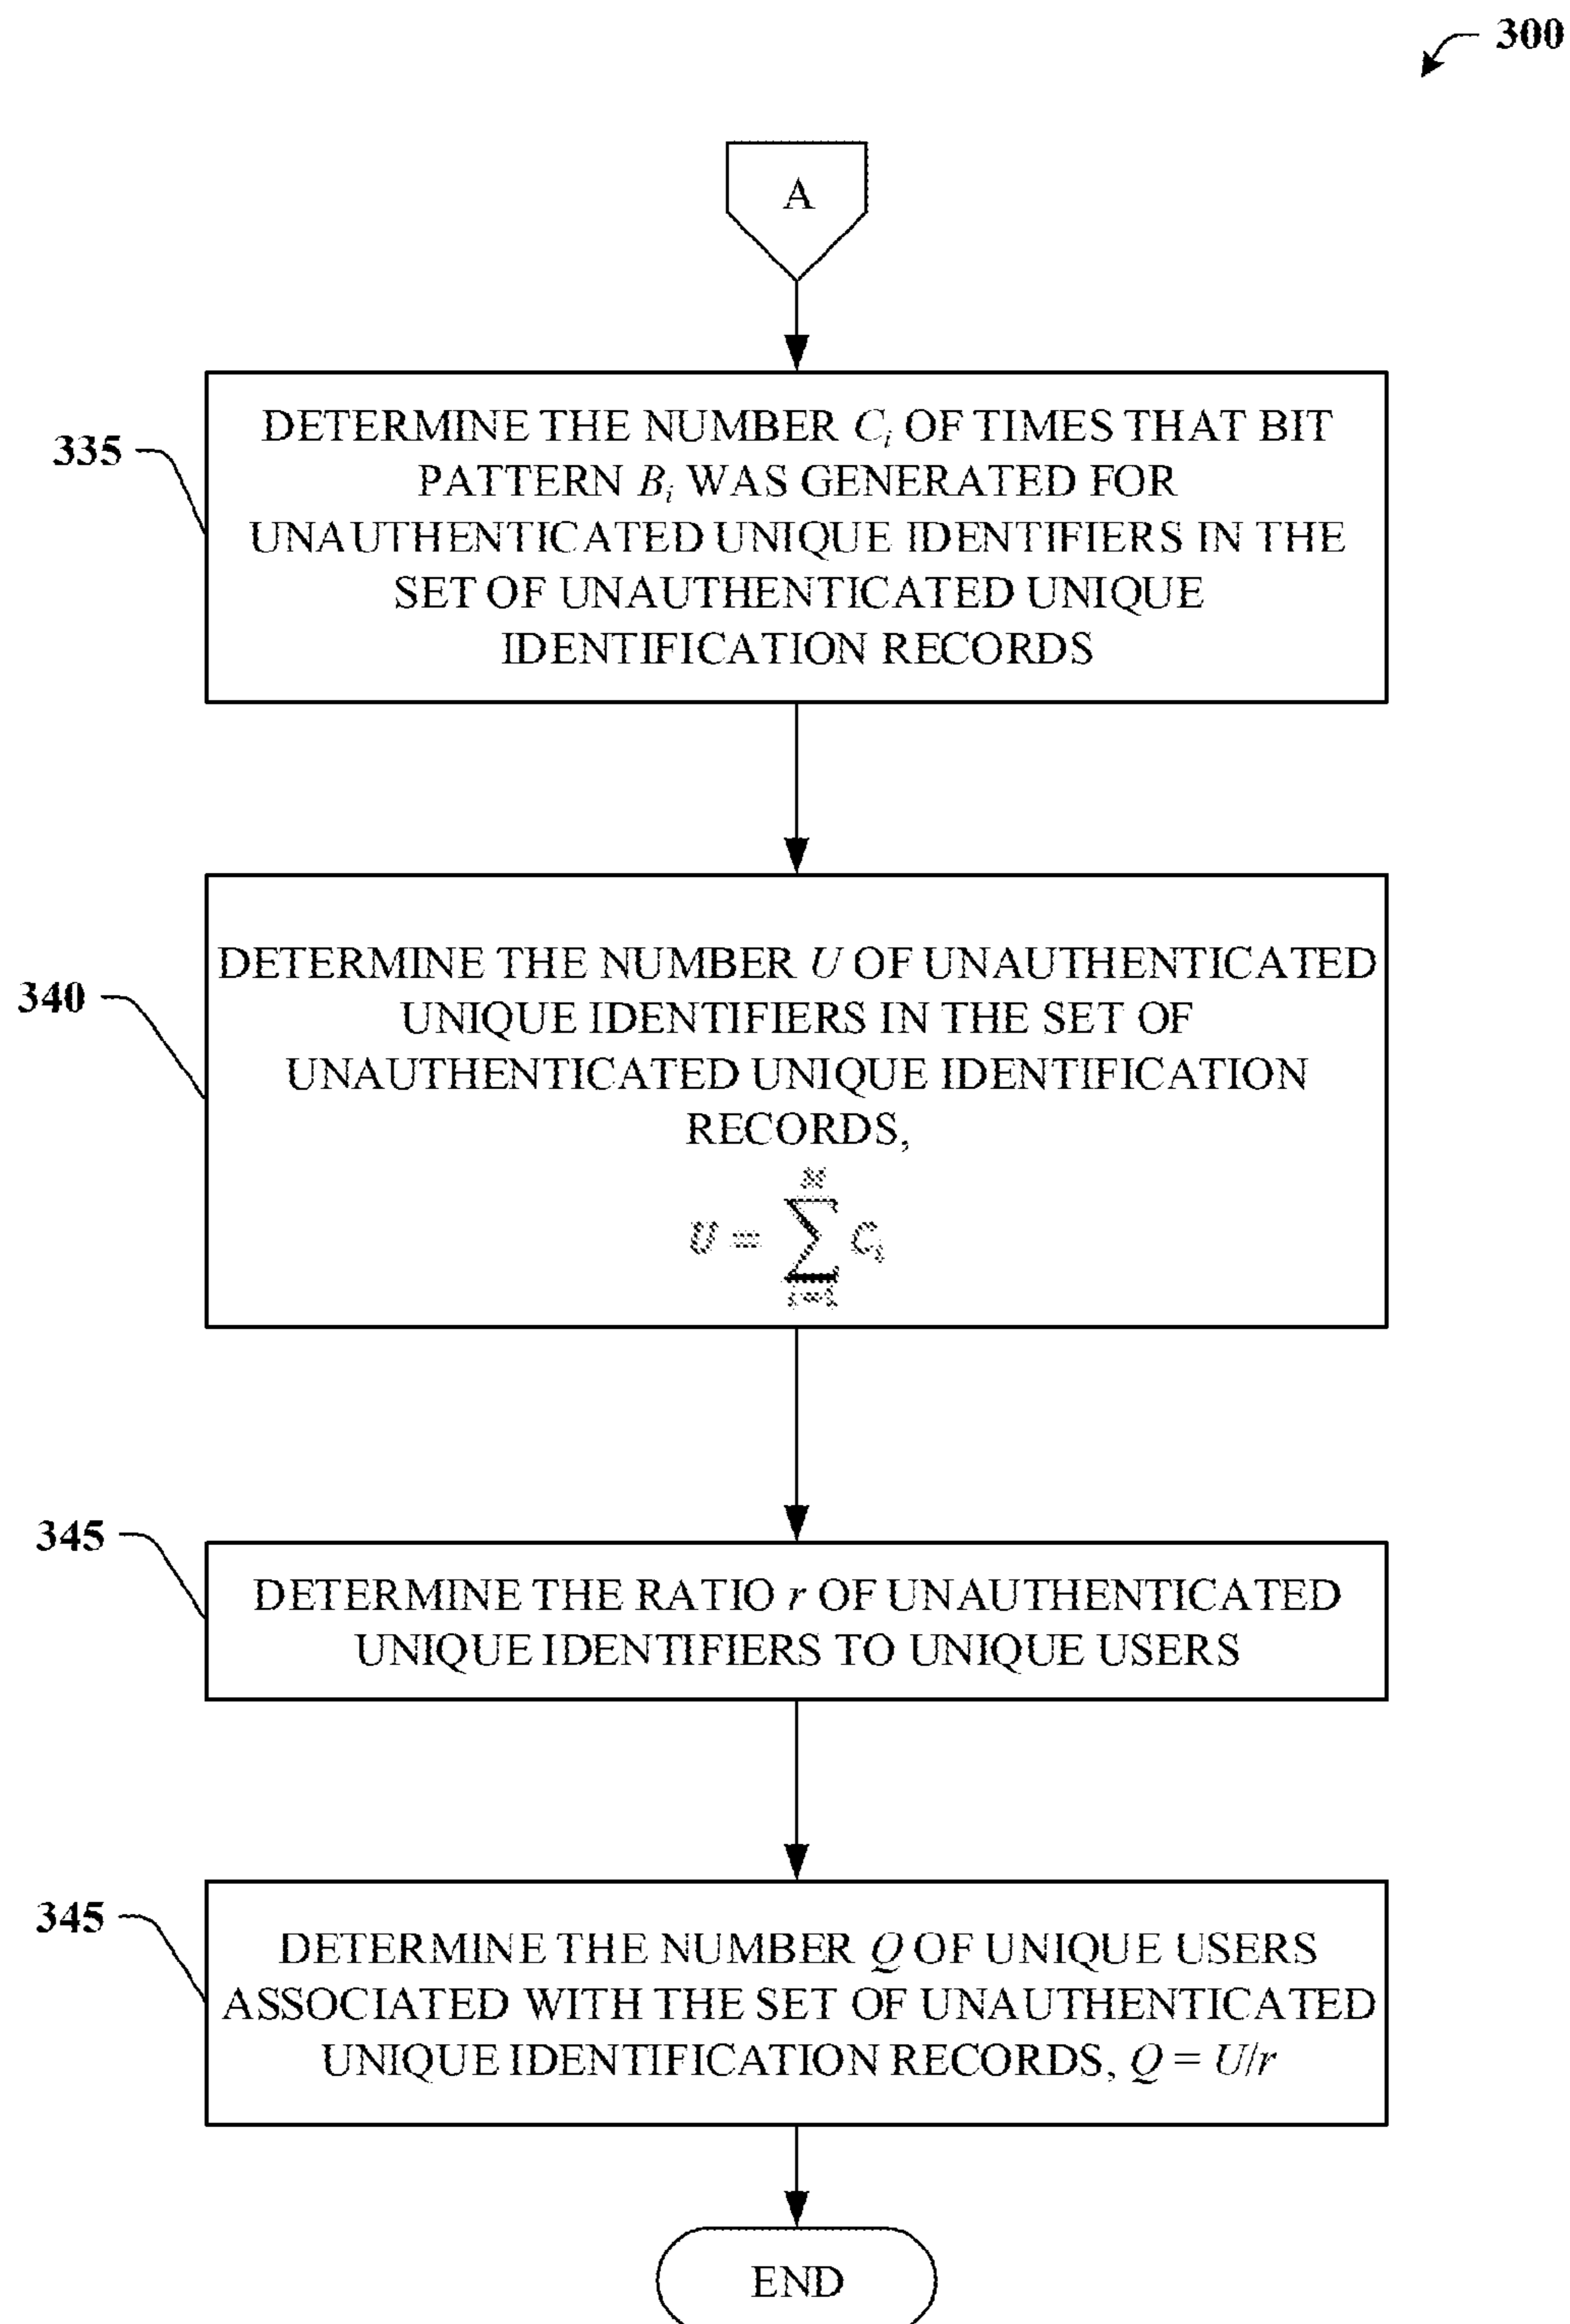 300
A
335
DETERMINE THE NUMBER Cᵢ OF TIMES THAT BIT
PATTERN Bᵢ WAS GENERATED FOR
UNAUTHENTICATED UNIQUE IDENTIFIERS IN THE
SET OF UNAUTHENTICATED UNIQUE
IDENTIFICATION RECORDS
340
DETERMINE THE NUMBER U OF UNAUTHENTICATED
UNIQUE IDENTIFIERS IN THE SET OF
UNAUTHENTICATED UNIQUE IDENTIFICATION
RECORDS,
U = ∑ Cᵢ
i=1
345
DETERMINE THE RATIO r OF UNAUTHENTICATED
UNIQUE IDENTIFIERS TO UNIQUE USERS
345
DETERMINE THE NUMBER Q OF UNIQUE USERS
ASSOCIATED WITH THE SET OF UNAUTHENTICATED
UNIQUE IDENTIFICATION RECORDS, Q = U/r
END